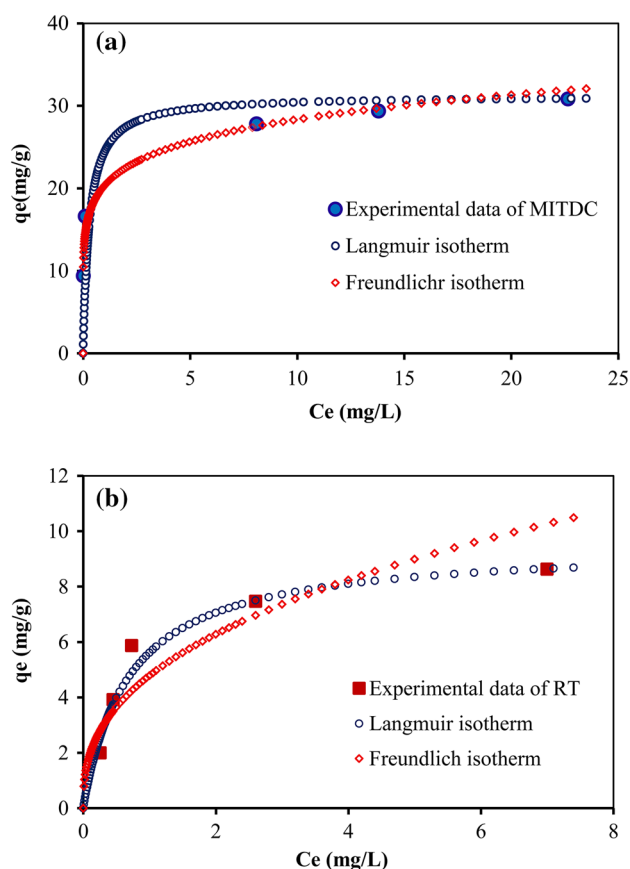 (a)
40
30
20
10
0
qe(mg/g)
Experimental data of MITDC
Langmuir isotherm
Freundlichr isotherm
0 5 10 15 20 25
Ce (mg/L)
(b)
12
10
8
6
4
2
0
qe (mg/g)
Experimental data of RT
Langmuir isotherm
Freundlich isotherm
0 2 4 6 8
Ce (mg/L)